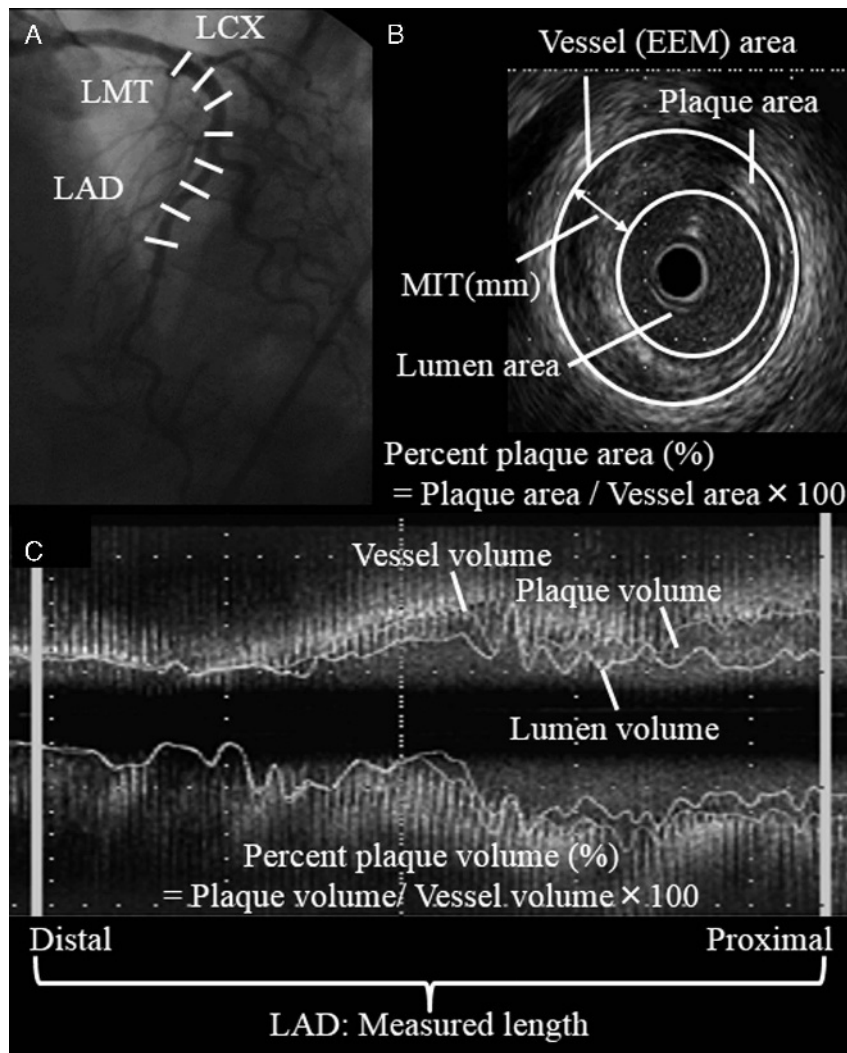 A
LCX
LMT
LAD
B
Vessel (EEM) area
Plaque area
MIT(mm)
Lumen area
Percent plaque area (%)
= Plaque area / Vessel area × 100
C
Vessel volume
Plaque volume
Lumen volume
Percent plaque volume (%)
= Plaque volume/ Vessel volume × 100
Distal
Proximal
LAD: Measured length